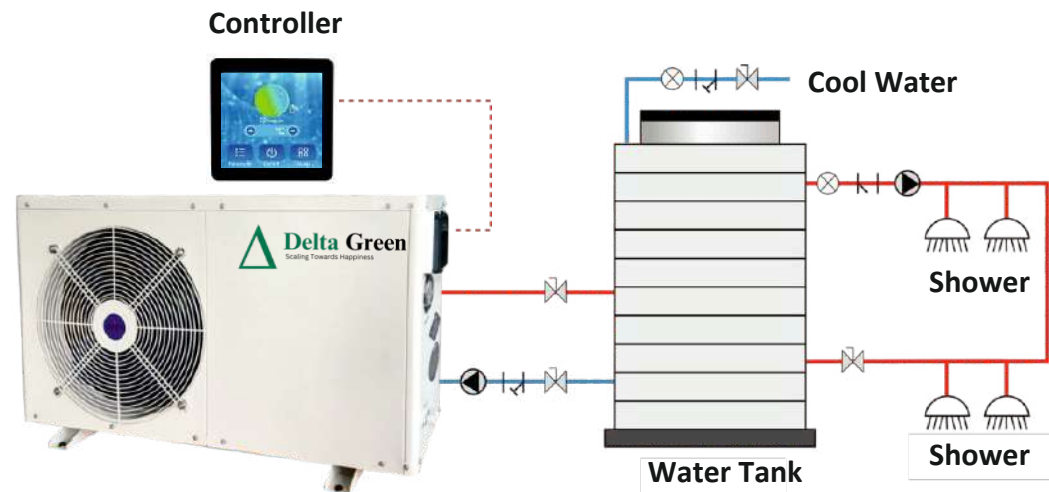 Controller
Cool Water
Delta Green
Scaling Towards Happiness
Shower
Shower
Water Tank